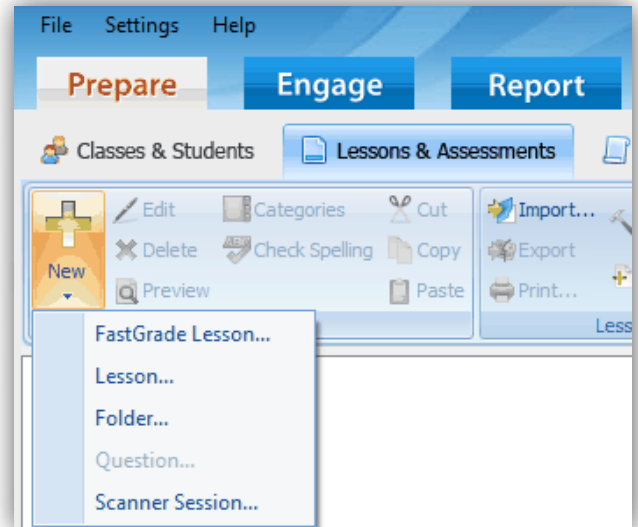 File Settings Help
Prepare Engage Report
Classes & Students Lessons & Assessments
New
Edit Categories Cut Import...
Delete Check Spelling Copy Export
Preview Paste Print...
Less
FastGrade Lesson...
Lesson...
Folder...
Question...
Scanner Session...